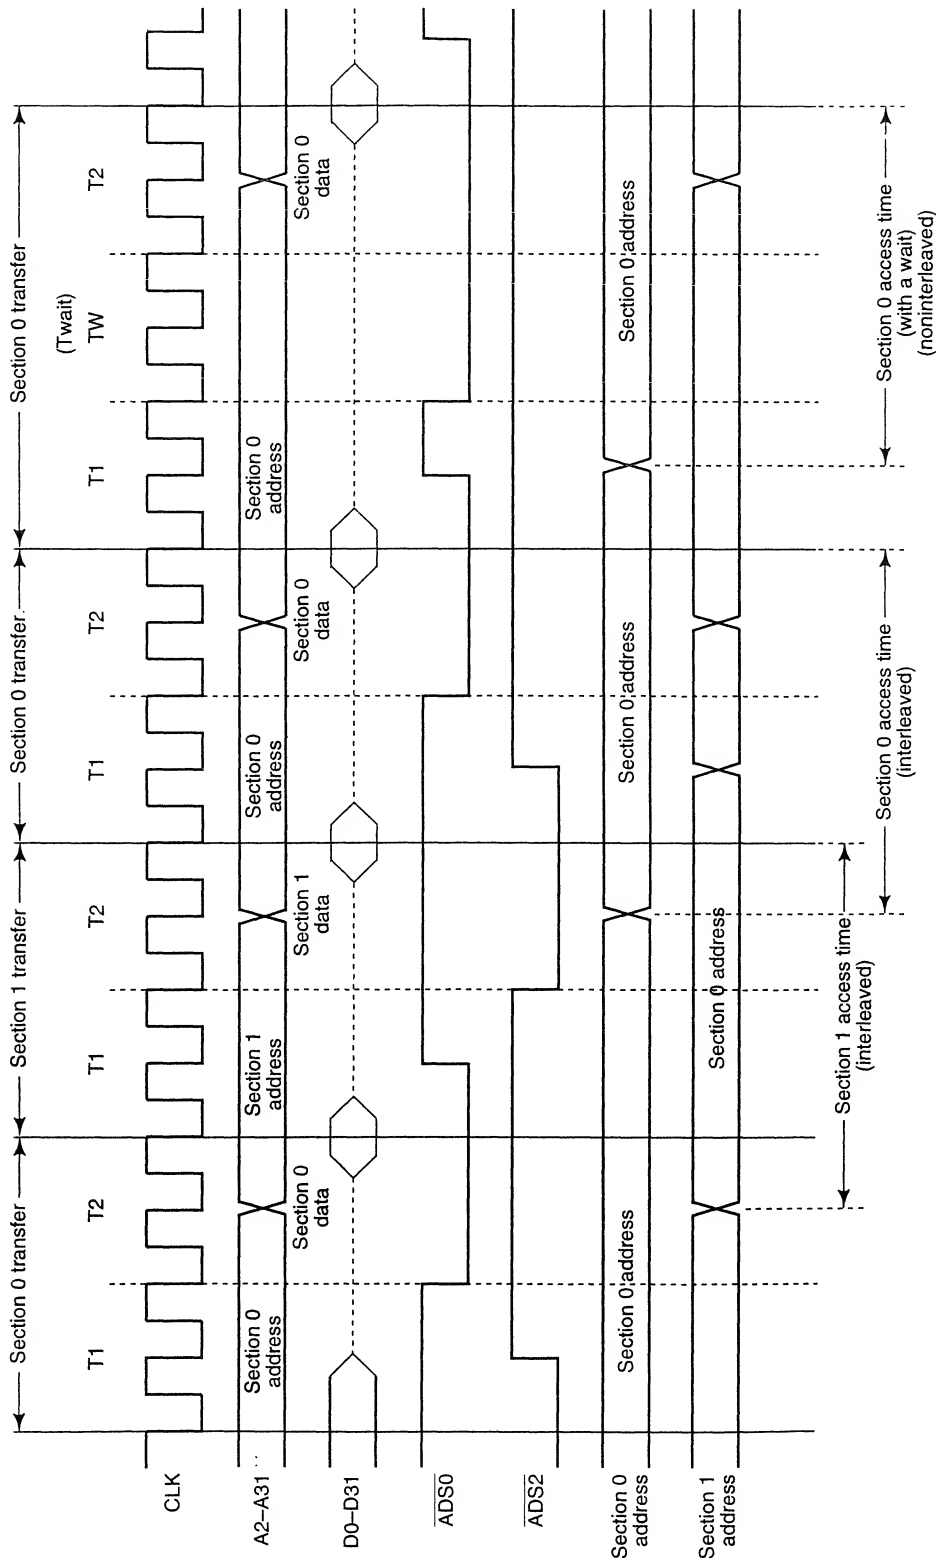 Section 0 transfer
Section 1 transfer
Section 0 transfer
Section 0 transfer
(Twait)
T1
T2
T1
T2
T1
T2
T1
TW
T2
CLK
A2–A31
Section 0
address
Section 1
address
Section 0
address
Section 0
address
D0–D31
Section 0
data
Section 1
data
Section 0
data
Section 0
data
ADS0
ADS2
Section 0
address
Section 0 address
Section 0 address
Section 0 address
Section 1
address
Section 0 address
Section 1 access time
(interleaved)
Section 0 access time
(interleaved)
Section 0 access time
(with a wait)
(noninterleaved)